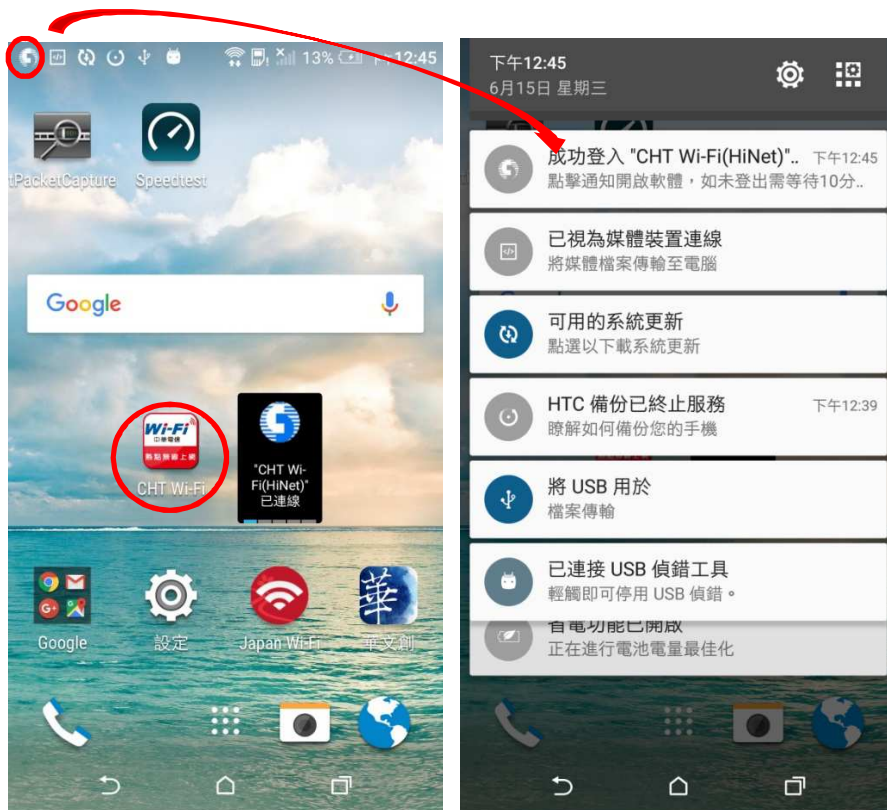 13%
下午12:45
tPacketCapture
Speedtest
Google
Wi-Fi
中華電信
熱點無線上網
CHT Wi-Fi
"CHT Wi-
Fi(HiNet)"
已連線
Google
設定
Japan Wi-Fi
華
華文創
下午12:45
6月15日 星期三
成功登入 "CHT Wi-Fi(HiNet)"..
下午12:45
點擊通知開啟軟體，如未登出需等待10分..
已視為媒體裝置連線
將媒體檔案傳輸至電腦
可用的系統更新
點選以下載系統更新
HTC 備份已終止服務
下午12:39
瞭解如何備份您的手機
將 USB 用於
檔案傳輸
已連接 USB 偵錯工具
輕觸即可停用 USB 偵錯。
省電功能已開啟
正在進行電池電量最佳化